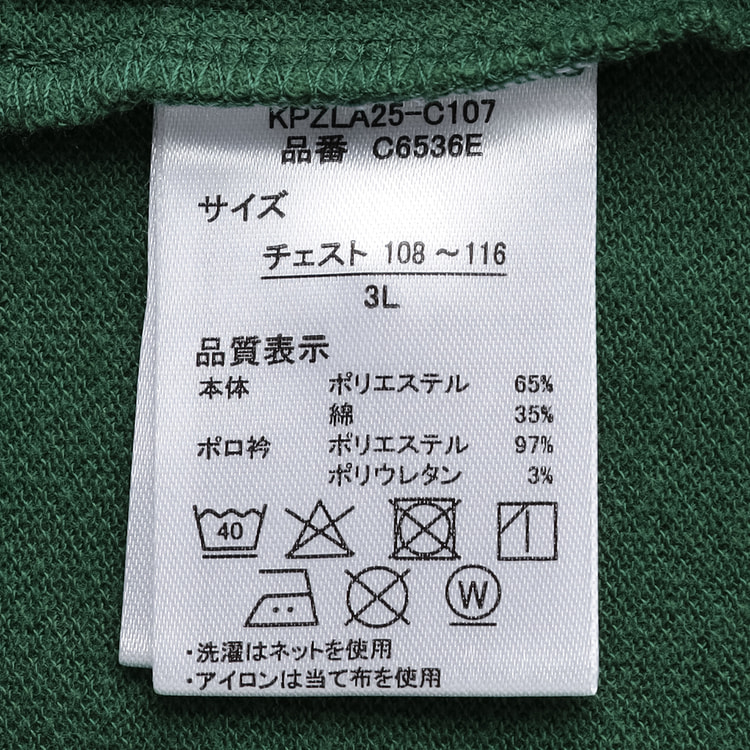 KPZLA25-C107
品番 C6536E
サイズ
チェスト 108～116
3L
品質表示
本体 ポリエステル 65%
綿 35%
ポロ衿 ポリエステル 97%
ポリウレタン 3%
40
W
・洗濯はネットを使用
・アイロンは当て布を使用